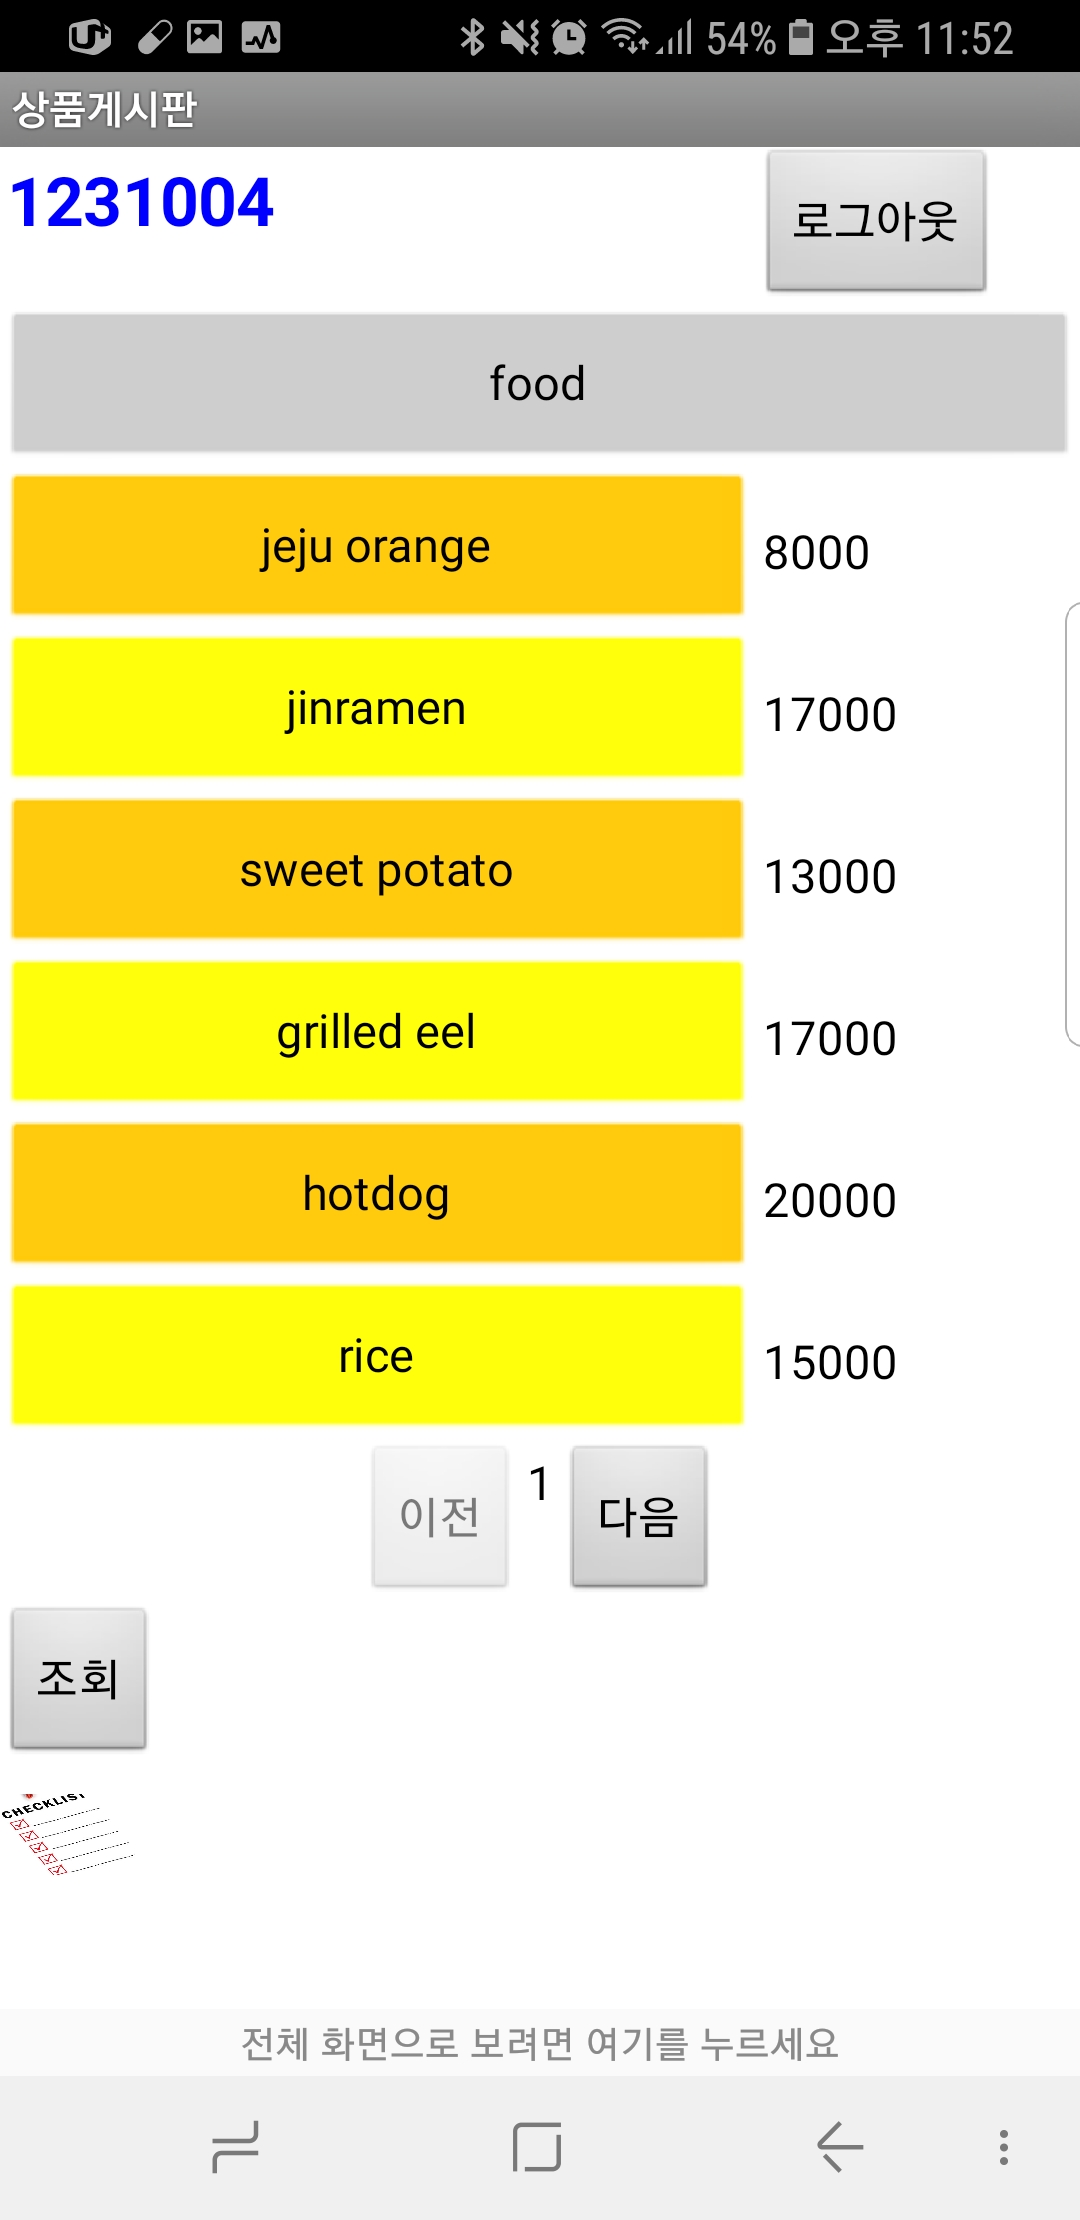 54% 오후 11:52
상품게시판
1231004 로그아웃
food
jeju orange 8000
jinramen 17000
sweet potato 13000
grilled eel 17000
hotdog 20000
rice 15000
이전 1 다음
조회
CHECKLIST
전체 화면으로 보려면 여기를 누르세요